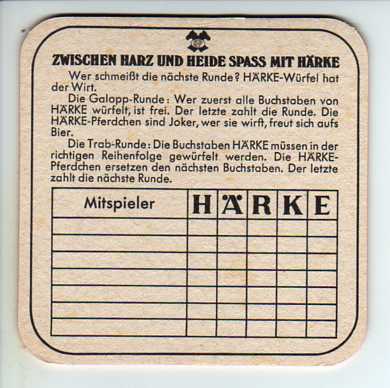 ZWISCHEN HARZ UND HEIDE SPASS MIT HÄRKE
Wer schmeißt die nächste Runde? HÄRKE-Würfel hat
der Wirt.
Die Galopp-Runde: Wer zuerst alle Buchstaben von
HÄRKE würfelt, ist frei. Der letzte zahlt die Runde. Die
HÄRKE-Pferdchen sind Joker, wer sie wirft, freut sich aufs
Bier.
Die Trab-Runde: Die Buchstaben HÄRKE müssen in der
richtigen Reihenfolge gewürfelt werden. Die HÄRKE-
Pferdchen ersetzen den nächsten Buchstaben. Der letzte
zahlt die nächste Runde.
Mitspieler H Ä R K E